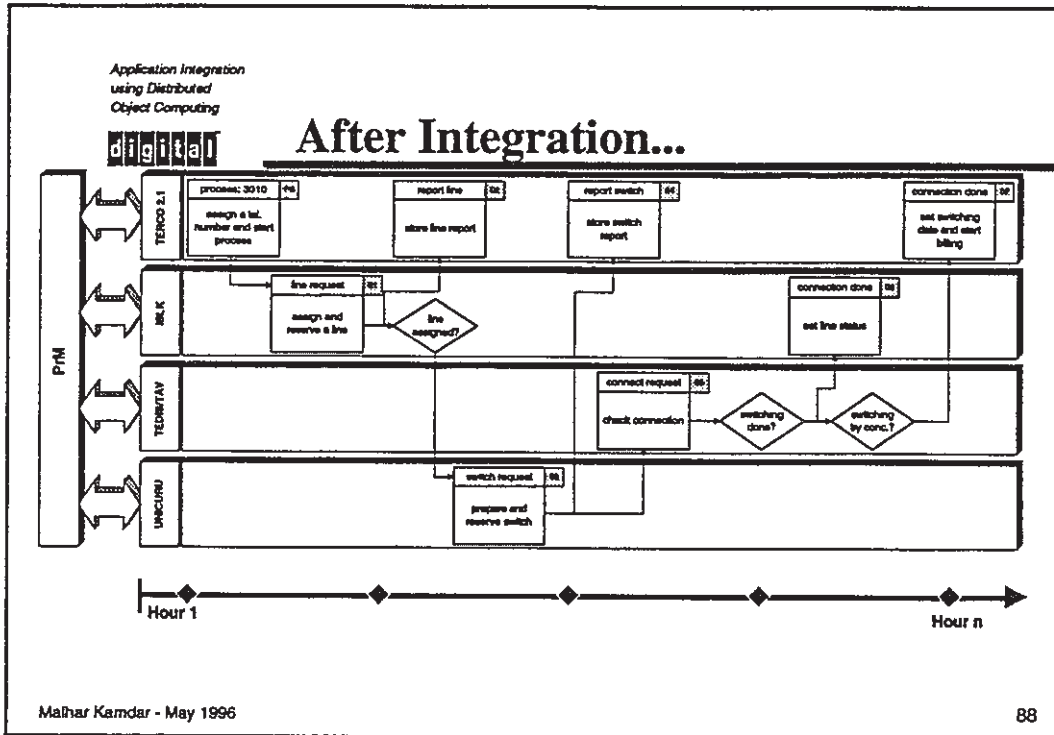 Application Integration
using Distributed
Object Computing
digital
After Integration...
PrM
TERCO 2.1
process: 3010
assign a tel.
number and start
process
report line
store line report
report switch
store switch
report
connection done
set switching
date and start
billing
line request
assign and
reserve a line
line
assigned?
connection done
set line status
connect request
check connection
switching
done?
switching
by conc.?
UNICURU
switch request
prepare and
reserve switch
Hour 1
Hour n
Malhar Kamdar - May 1996
88